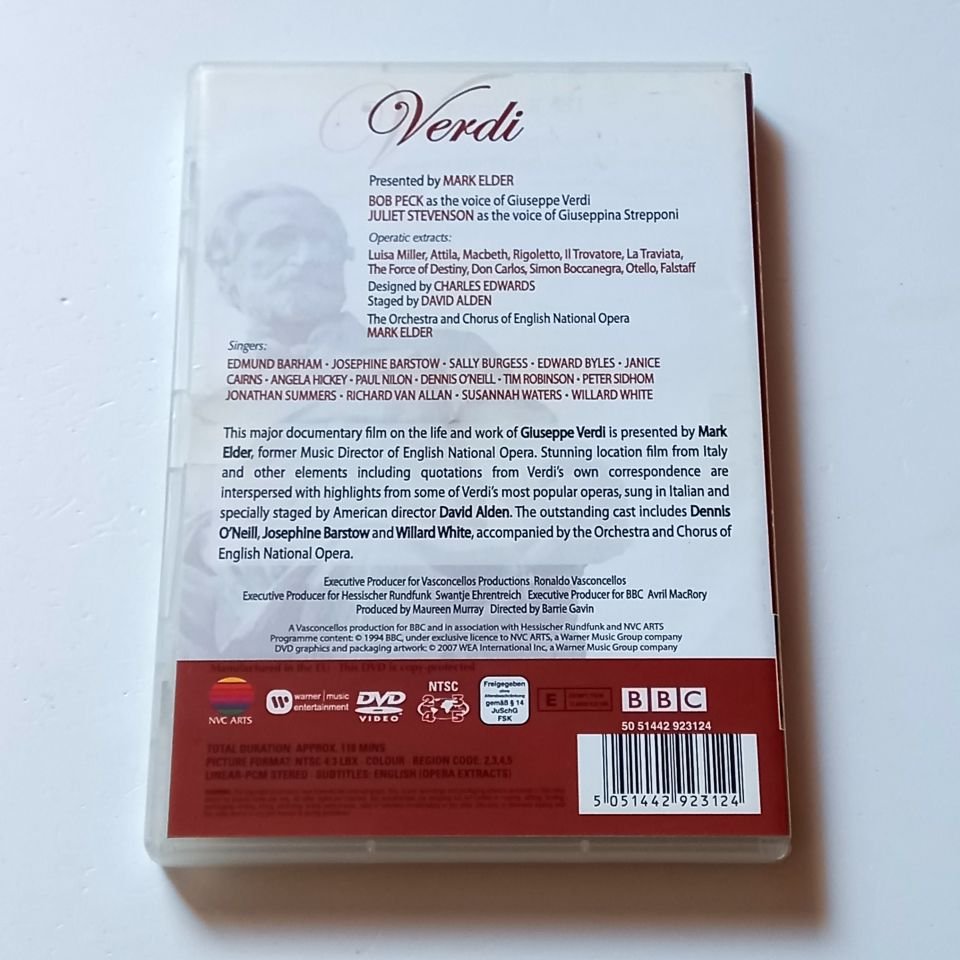 Verdi
Presented by MARK ELDER
BOB PECK as the voice of Giuseppe Verdi
JULIET STEVENSON as the voice of Giuseppina Strepponi
Operatic extracts:
Luisa Miller, Attila, Macbeth, Rigoletto, Il Trovatore, La Traviata,
The Force of Destiny, Don Carlos, Simon Boccanegra, Otello, Falstaff
Designed by CHARLES EDWARDS
Staged by DAVID ALDEN
The Orchestra and Chorus of English National Opera
MARK ELDER
Singers:
EDMUND BARHAM • JOSEPHINE BARSTOW • SALLY BURGESS • EDWARD BYLES • JANICE
CAIRNS • ANGELA HICKEY • PAUL NILON • DENNIS O'NEILL • TIM ROBINSON • PETER SIDHOM
JONATHAN SUMMERS • RICHARD VAN ALLAN • SUSANNAH WATERS • WILLARD WHITE
This major documentary film on the life and work of Giuseppe Verdi is presented by Mark
Elder, former Music Director of English National Opera. Stunning location film from Italy
and other elements including quotations from Verdi's own correspondence are
interspersed with highlights from some of Verdi's most popular operas, sung in Italian and
specially staged by American director David Alden. The outstanding cast includes Dennis
O'Neill, Josephine Barstow and Willard White, accompanied by the Orchestra and Chorus of
English National Opera.
Executive Producer for Vasconcellos Productions Ronaldo Vasconcellos
Executive Producer for Hessischer Rundfunk Swantje Ehrentreich Executive Producer for BBC Avril MacRory
Produced by Maureen Murray Directed by Barrie Gavin
A Vasconcellos production for BBC and in association with Hessischer Rundfunk and NVC ARTS
Programme content: © 1994 BBC, under exclusive licence to NVC ARTS, a Warner Music Group company
DVD graphics and packaging artwork: © 2007 WEA International Inc, a Warner Music Group company
Manufactured in the EU This DVD is copy-protected
NVC ARTS
warner music
entertainment
DVD
VIDEO
NTSC
2 3
4 5
Freigegeben
ohne
Altersbeschränkung
gemäß § 14
JuSchG
FSK
E
BBC
50 51442 923124
TOTAL DURATION: APPROX. 118 MINS
PICTURE FORMAT: NTSC 4:3 LBX · COLOUR · REGION CODE: 2,3,4,5
LINEAR-PCM STEREO · SUBTITLES: ENGLISH (OPERA EXTRACTS)
5 051442 923124